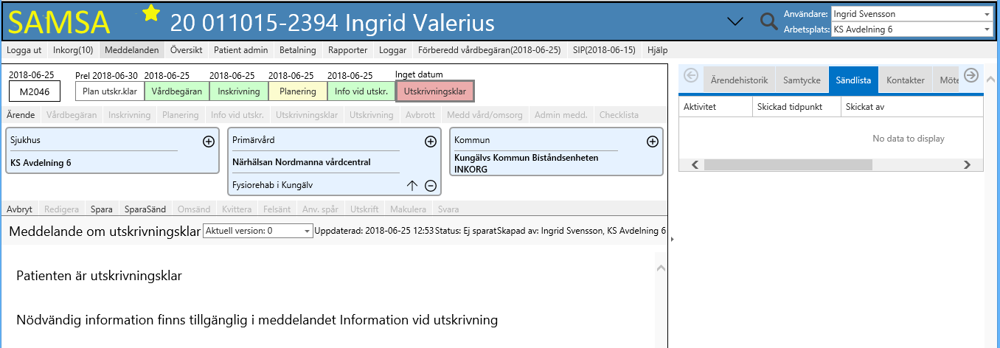 SAMSA 20 011015-2394 Ingrid Valerius
Användare: Ingrid Svensson
Arbetsplats: KS Avdelning 6
Logga ut Inkorg(10) Meddelanden Översikt Patient admin Betalning Rapporter Loggar Förberedd vårdbegäran(2018-06-25) SIP(2018-06-15) Hjälp
2018-06-25 Prel 2018-06-30 2018-06-25 2018-06-25 2018-06-25 2018-06-25 Inget datum
M2046 Plan utskr.klar Vårdbegäran Inskrivning Planering Info vid utskr. Utskrivningsklar
Ärende Vårdbegäran Inskrivning Planering Info vid utskr. Utskrivningsklar Utskrivning Avbrott Medd vård/omsorg Admin medd. Checklista
Sjukhus
KS Avdelning 6
Primärvård
Närhälsan Nordmanna vårdcentral
Fysiorehab i Kungälv
Kommun
Kungälvs Kommun Biståndsenheten
INKORG
Avbryt Redigera Spara SparaSänd Omsänd Kvittera Felsänt Anv. spår Utskrift Makulera Svara
Meddelande om utskrivningsklar Aktuell version: 0 Uppdaterad: 2018-06-25 12:53 Status: Ej sparat Skapad av: Ingrid Svensson, KS Avdelning 6
Patienten är utskrivningsklar
Nödvändig information finns tillgänglig i meddelandet Information vid utskrivning
Ärendehistorik Samtycke Sändlista Kontakter Möte
Aktivitet Skickad tidpunkt Skickat av
No data to display